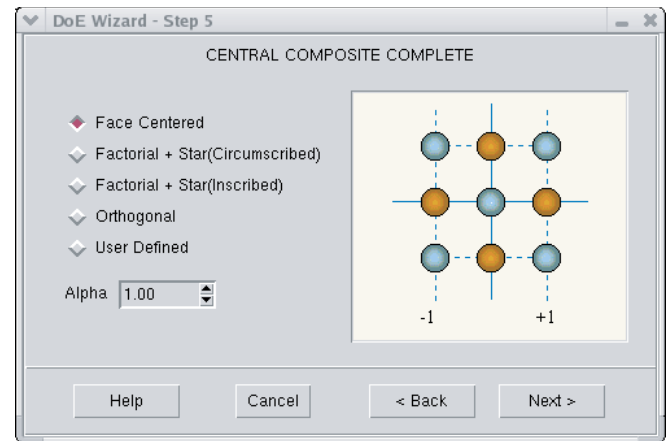 DoE Wizard - Step 5
CENTRAL COMPOSITE COMPLETE
Face Centered
Factorial + Star(Circumscribed)
Factorial + Star(Inscribed)
Orthogonal
User Defined
Alpha 1.00
-1 +1
Help Cancel < Back Next >